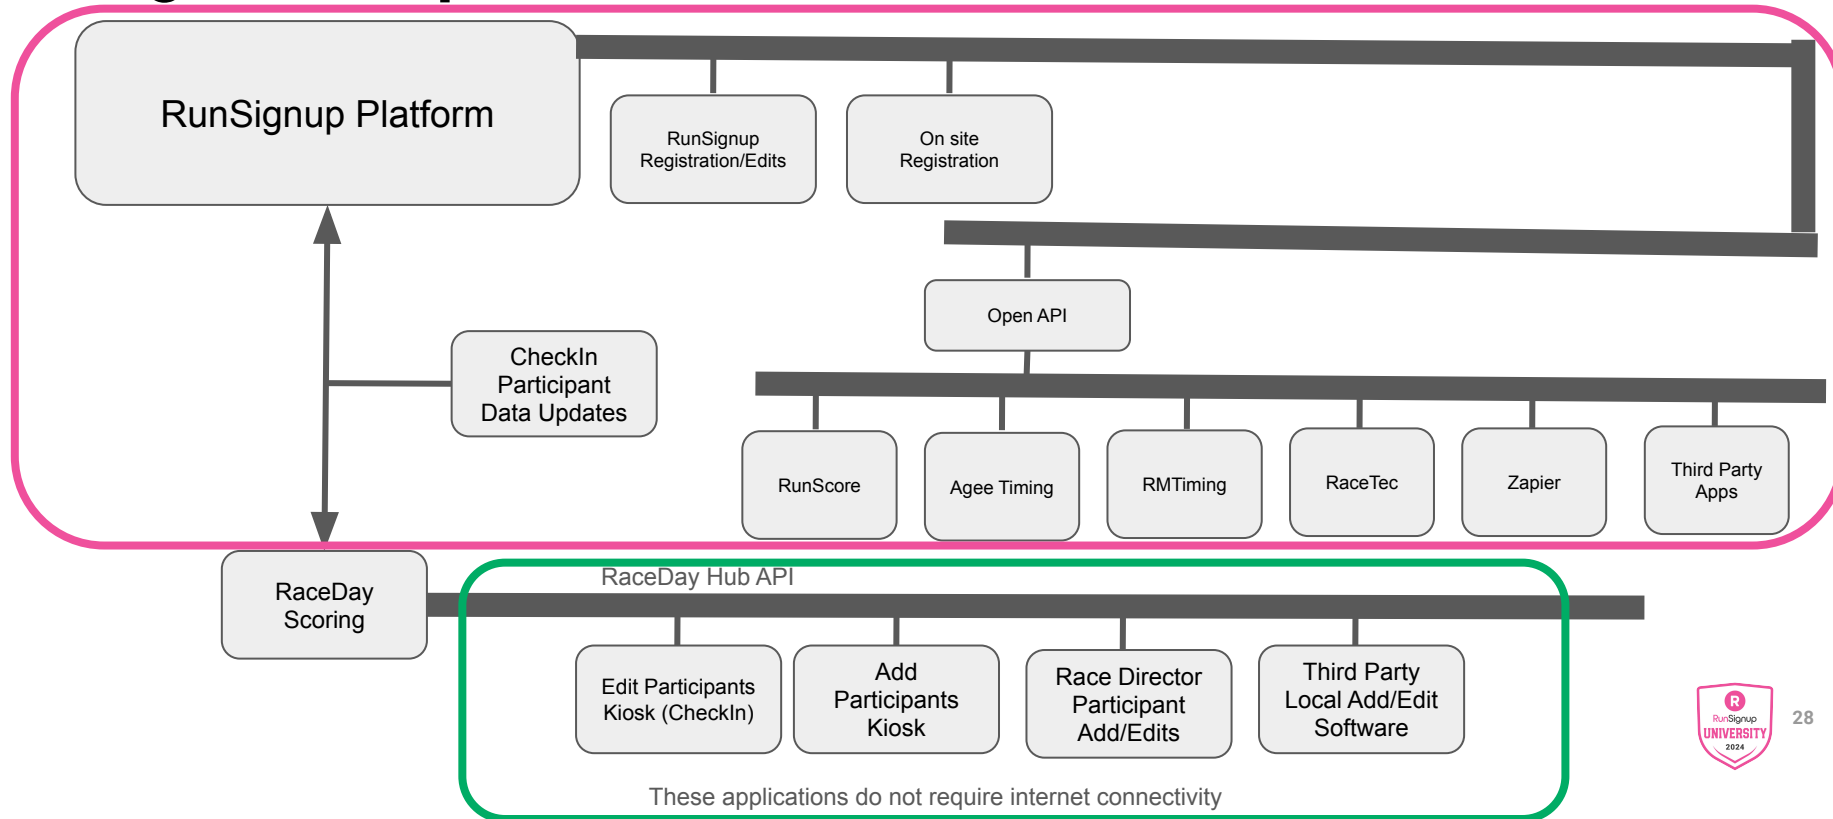 RunSignup Platform
RunSignup
Registration/Edits
On site
Registration
Open API
CheckIn
Participant
Data Updates
RunScore
Agee Timing
RMTiming
RaceTec
Zapier
Third Party
Apps
RaceDay Hub API
RaceDay
Scoring
Edit Participants
Kiosk (CheckIn)
Add
Participants
Kiosk
Race Director
Participant
Add/Edits
Third Party
Local Add/Edit
Software
These applications do not require internet connectivity
R
RunSignup
UNIVERSITY
2024
28